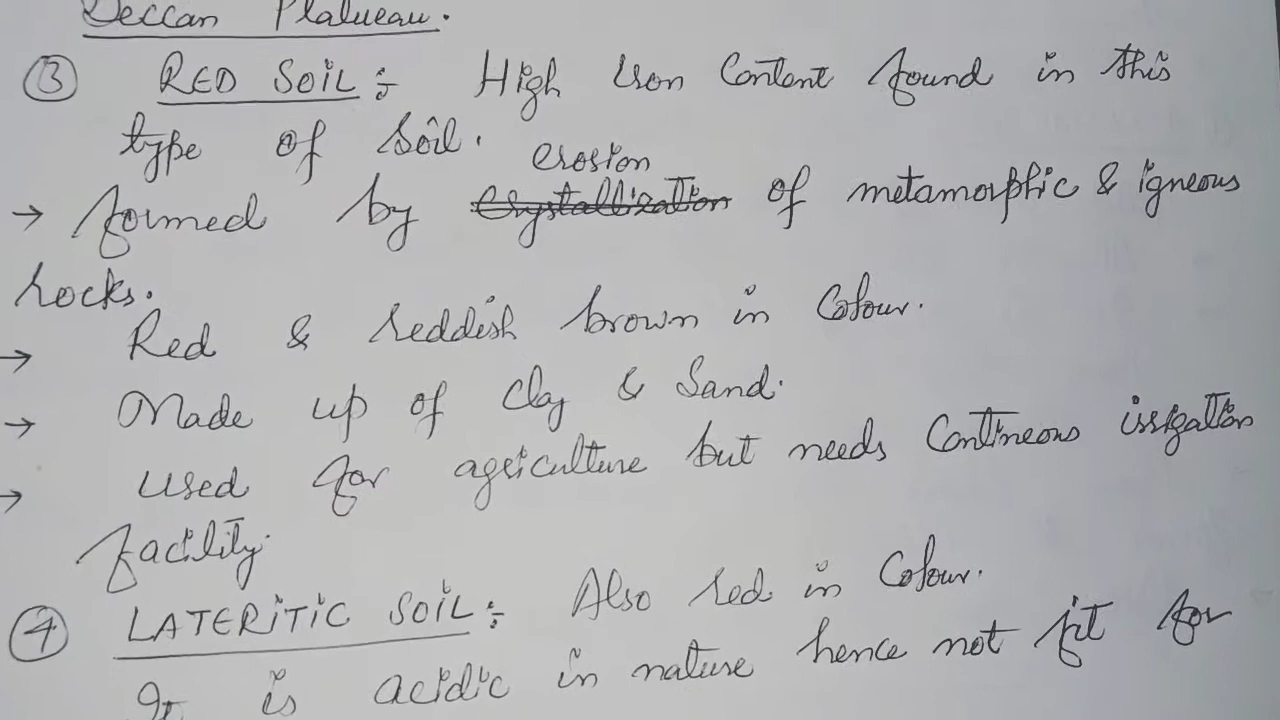 Deccan Platueau.
③ RED SOIL :- High Iron Content found in this
type of soil.
erosion
→ formed by Crystallization of metamorphic & igneous
rocks.
→ Red & reddish brown in Colour.
→ Made up of Clay & Sand.
→ used for agriculture but needs Contineous irrigation
facility.
④ LATERITIC SOIL :- Also red in Colour.
It is acidic in nature hence not fit for